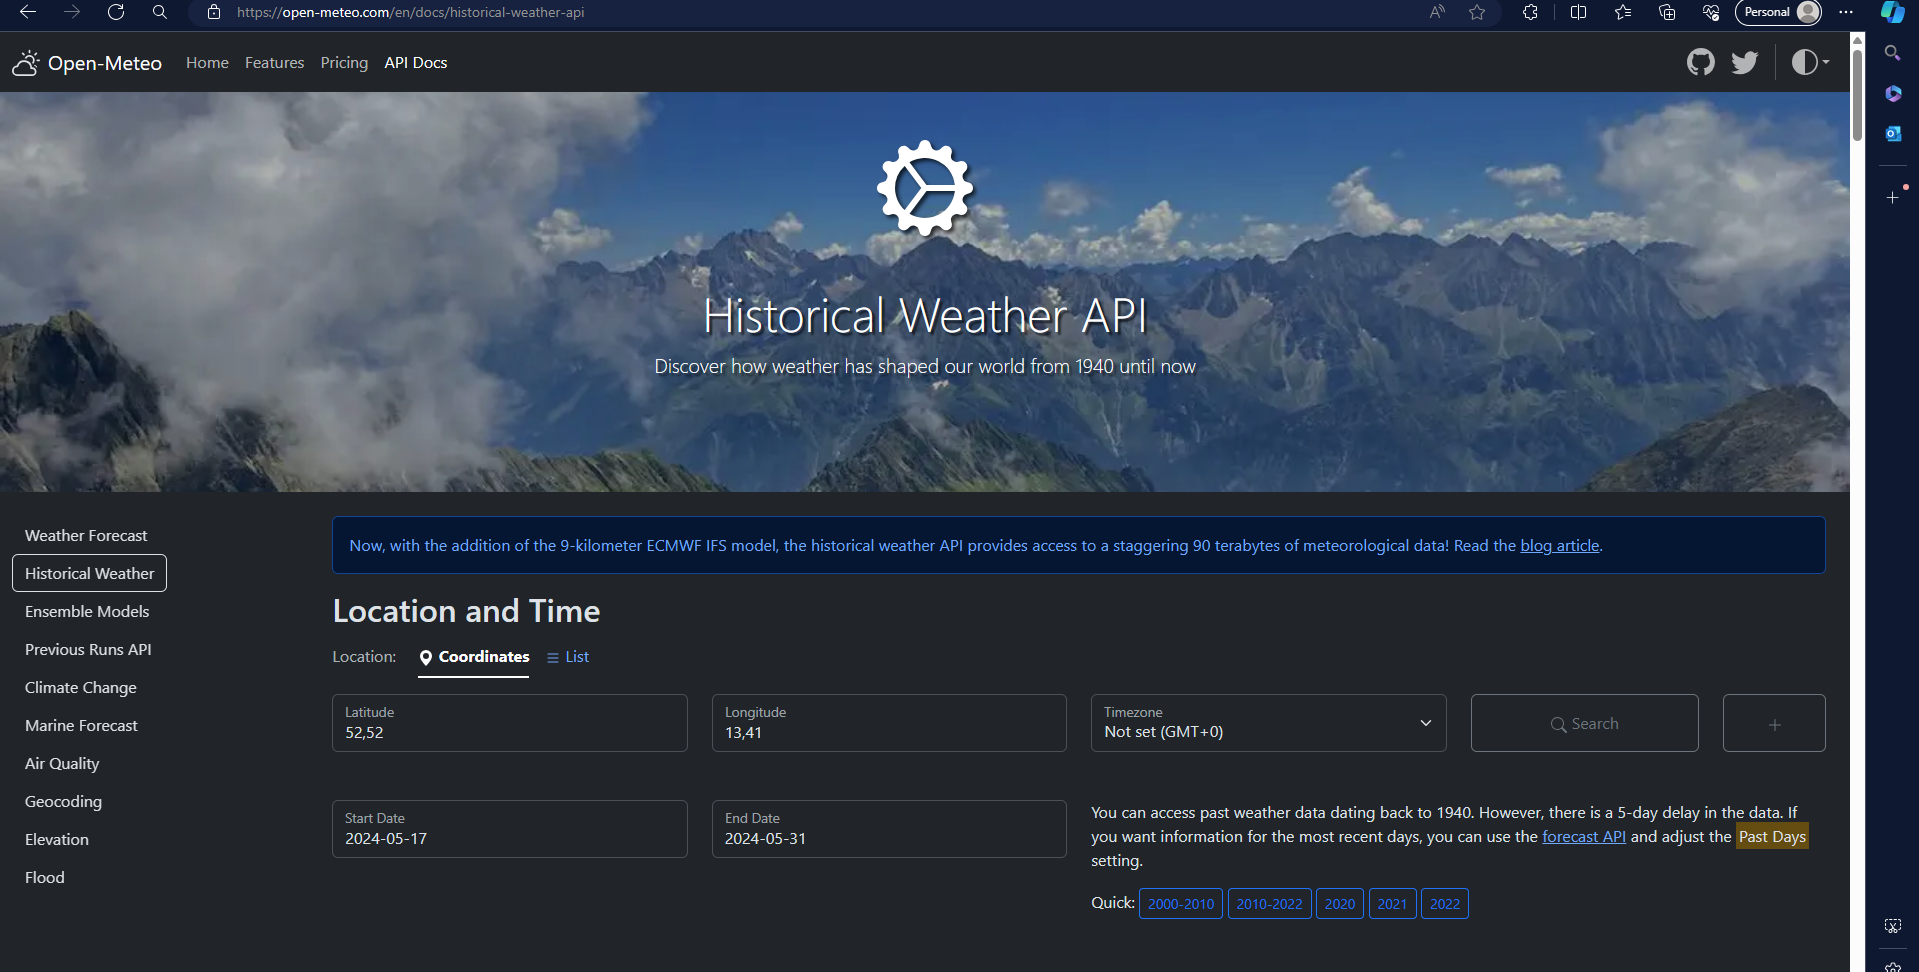 https://open-meteo.com/en/docs/historical-weather-api
Personal
Open-Meteo Home Features Pricing API Docs
Historical Weather API
Discover how weather has shaped our world from 1940 until now
Weather Forecast
Historical Weather
Ensemble Models
Previous Runs API
Climate Change
Marine Forecast
Air Quality
Geocoding
Elevation
Flood
Now, with the addition of the 9-kilometer ECMWF IFS model, the historical weather API provides access to a staggering 90 terabytes of meteorological data! Read the blog article.
Location and Time
Location: Coordinates List
Latitude
52,52
Longitude
13,41
Timezone
Not set (GMT+0)
Search
Start Date
2024-05-17
End Date
2024-05-31
You can access past weather data dating back to 1940. However, there is a 5-day delay in the data. If
you want information for the most recent days, you can use the forecast API and adjust the Past Days
setting.
Quick: 2000-2010 2010-2022 2020 2021 2022